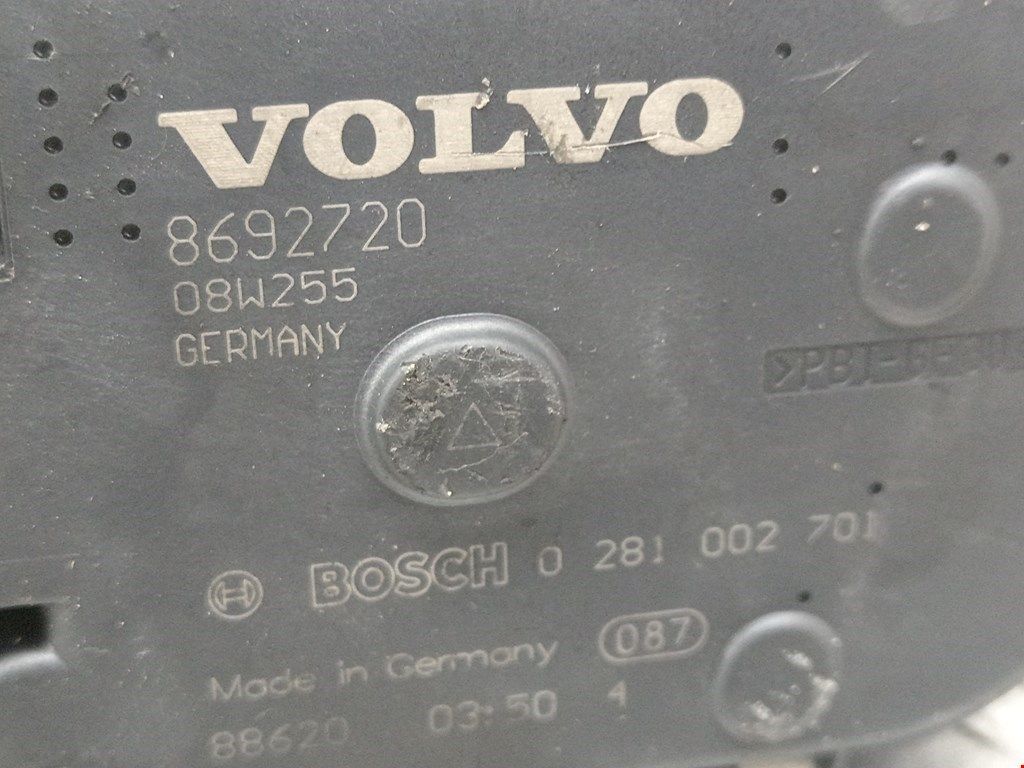 VOLVO
8692720
08W255
GERMANY
BOSCH 0 281 002 701
Made in Germany 087
88620 03:50 4